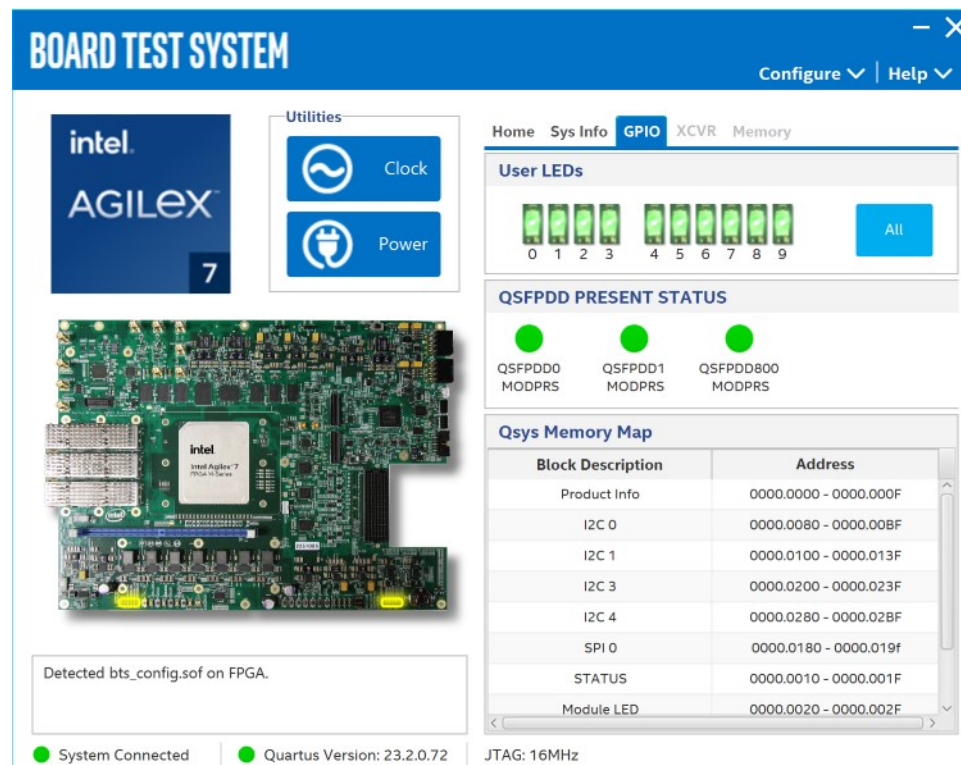 BOARD TEST SYSTEM
Configure
Help
intel.
AGILEX™
7
Utilities
Clock
Power
Home Sys Info GPIO XCVR Memory
User LEDs
0 1 2 3 4 5 6 7 8 9
All
QSFPDD PRESENT STATUS
QSFPDD0
MODPRS
QSFPDD1
MODPRS
QSFPDD800
MODPRS
Qsys Memory Map
Block Description Address
Product Info 0000.0000 - 0000.000F
I2C 0 0000.0080 - 0000.00BF
I2C 1 0000.0100 - 0000.013F
I2C 3 0000.0200 - 0000.023F
I2C 4 0000.0280 - 0000.02BF
SPI 0 0000.0180 - 0000.019f
STATUS 0000.0010 - 0000.001F
Module LED 0000.0020 - 0000.002F
intel.
Intel Agilex 7
intel
Detected bts_config.sof on FPGA.
System Connected
Quartus Version: 23.2.0.72
JTAG: 16MHz